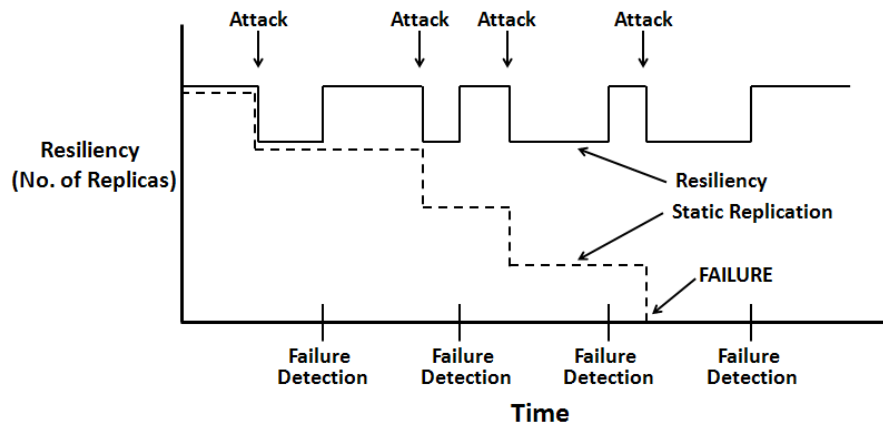 Attack Attack Attack Attack
Resiliency
(No. of Replicas)
Resiliency
Static Replication
FAILURE
Failure Failure Failure Failure
Detection Detection Detection Detection
Time